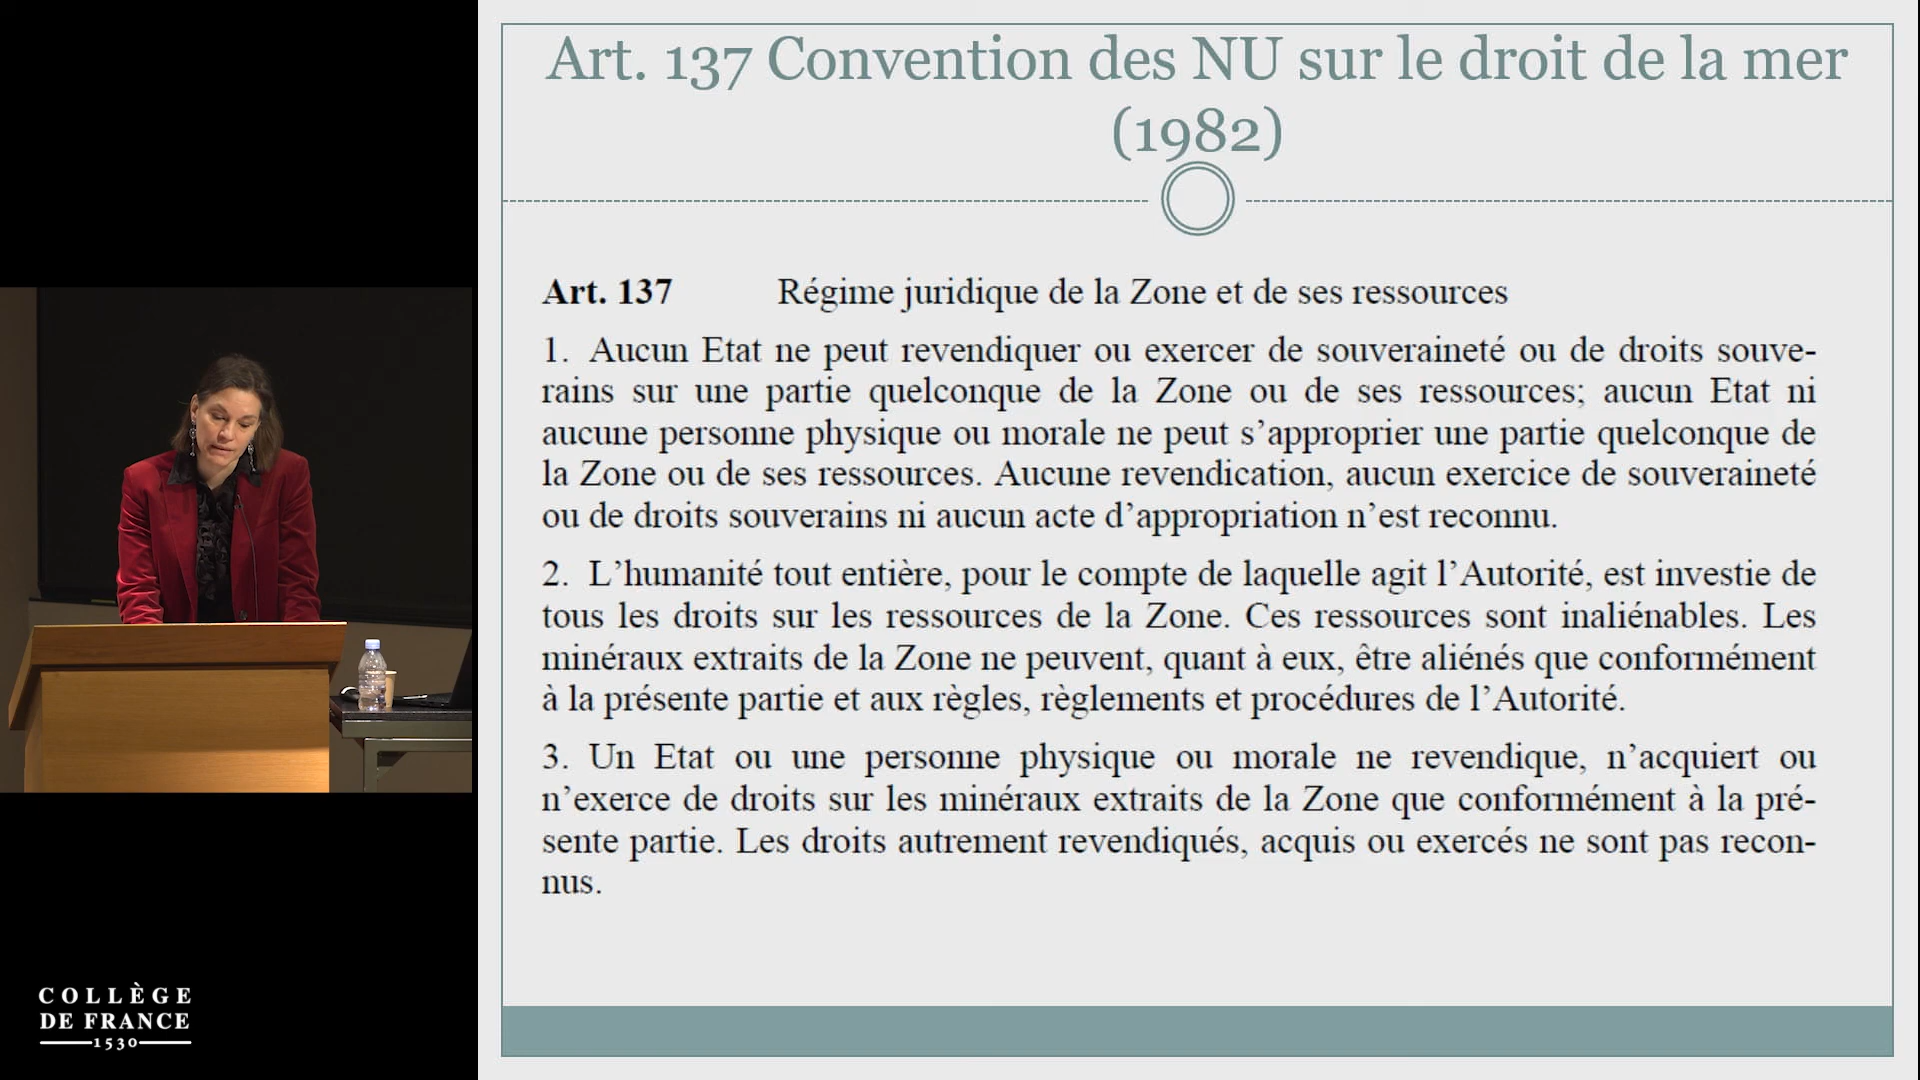 Art. 137 Convention des NU sur le droit de la mer
(1982)
Art. 137 Régime juridique de la Zone et de ses ressources
1. Aucun Etat ne peut revendiquer ou exercer de souveraineté ou de droits souve-
rains sur une partie quelconque de la Zone ou de ses ressources; aucun Etat ni
aucune personne physique ou morale ne peut s’approprier une partie quelconque de
la Zone ou de ses ressources. Aucune revendication, aucun exercice de souveraineté
ou de droits souverains ni aucun acte d’appropriation n’est reconnu.
2. L’humanité tout entière, pour le compte de laquelle agit l’Autorité, est investie de
tous les droits sur les ressources de la Zone. Ces ressources sont inaliénables. Les
minéraux extraits de la Zone ne peuvent, quant à eux, être aliénés que conformément
à la présente partie et aux règles, règlements et procédures de l’Autorité.
3. Un Etat ou une personne physique ou morale ne revendique, n’acquiert ou
n’exerce de droits sur les minéraux extraits de la Zone que conformément à la pré-
sente partie. Les droits autrement revendiqués, acquis ou exercés ne sont pas recon-
nus.
COLLÈGE
DE FRANCE
1530